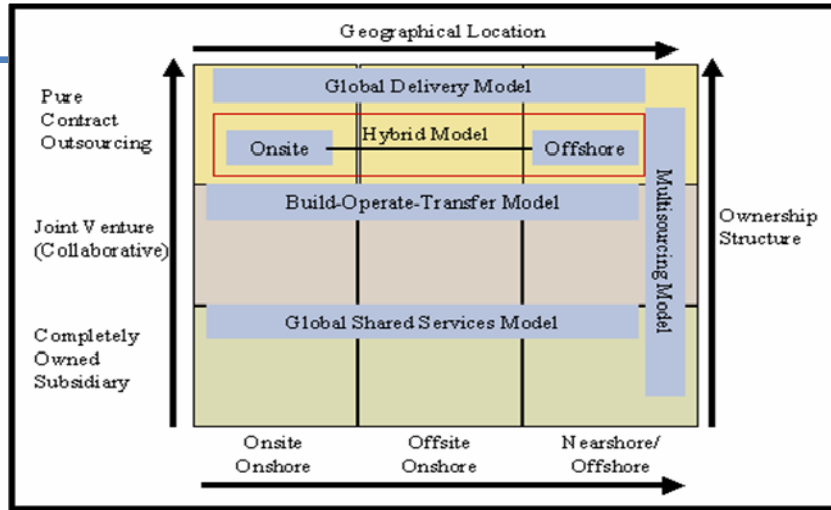 Geographical Location
Pure
Contract
Outsourcing
Global Delivery Model
Hybrid Model
Onsite
Offshore
Joint Venture
(Collaborative)
Build-Operate-Transfer Model
Multisourcing Model
Ownership
Structure
Completely
Owned
Subsidiary
Global Shared Services Model
Onsite
Onshore
Offsite
Onshore
Nearshore/
Offshore